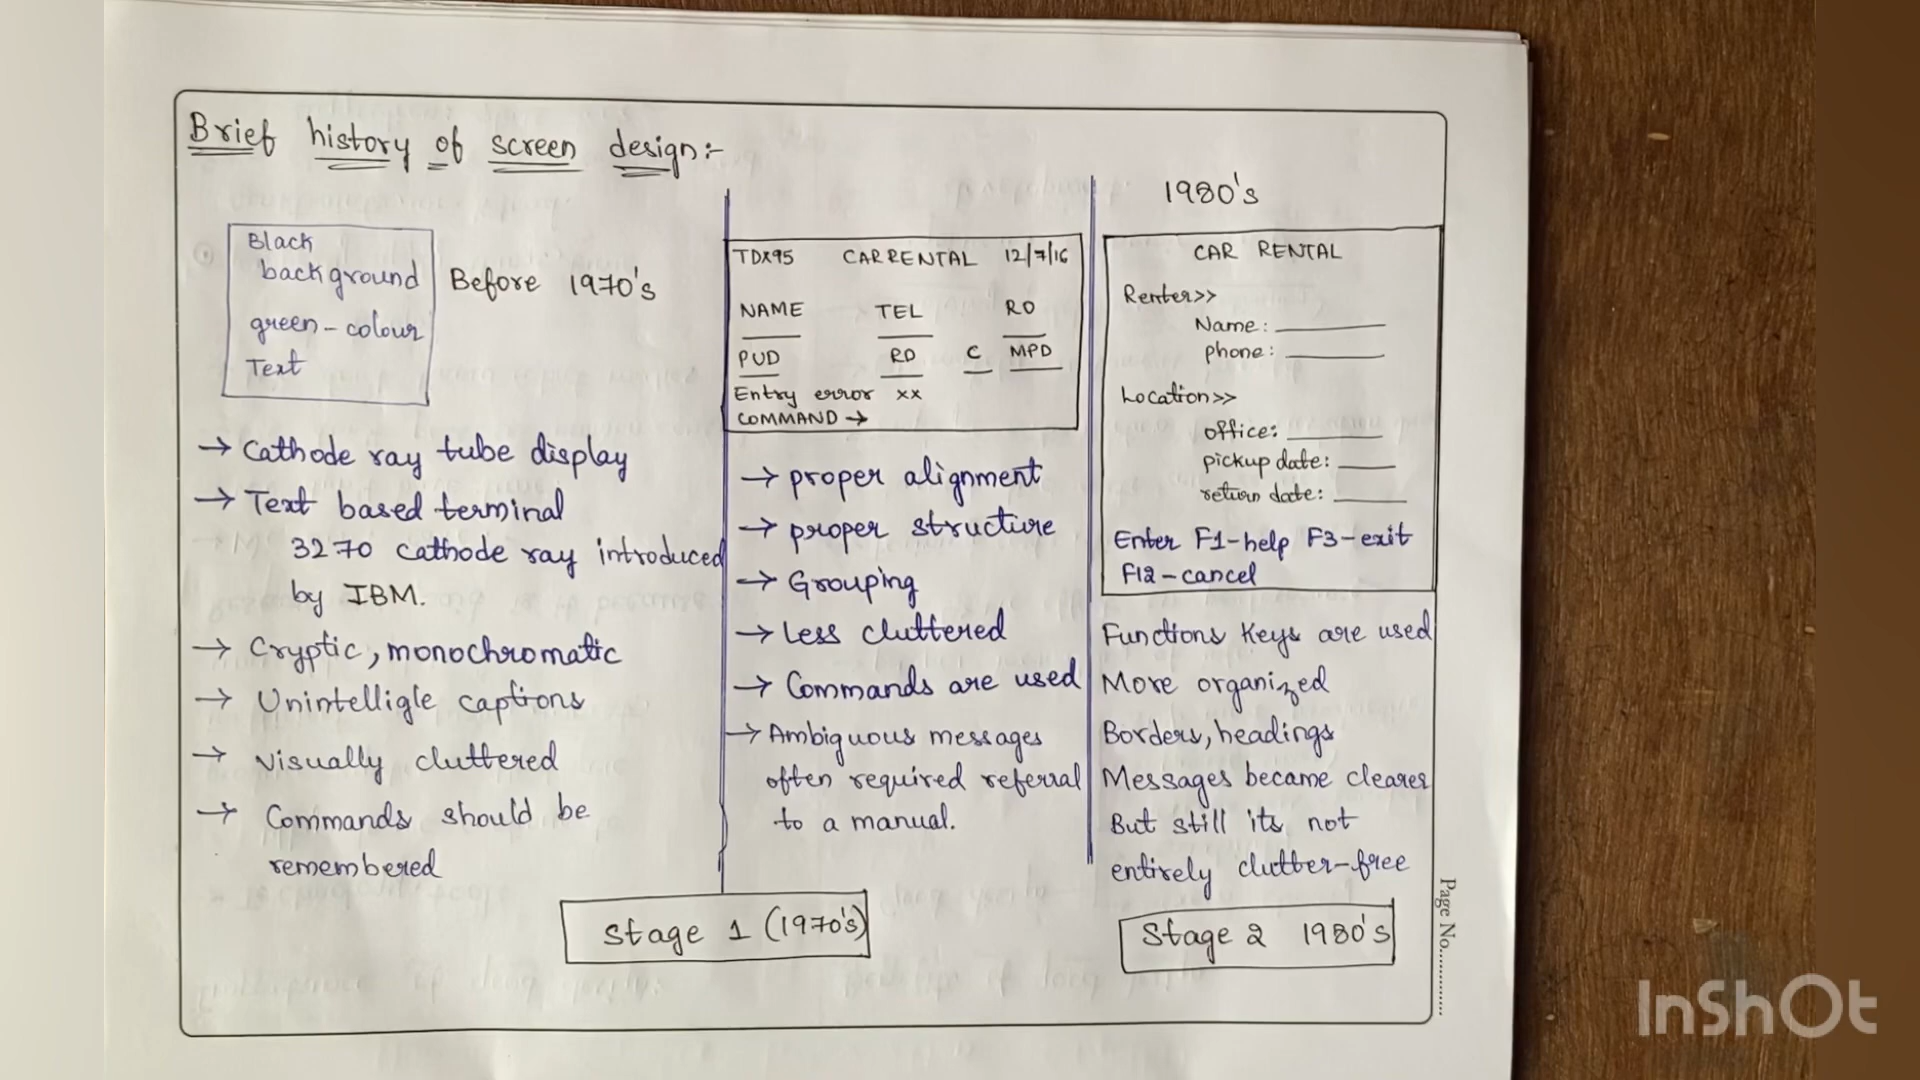 Brief history of screen design:-
Black
background
green-colour
Text
Before 1970's
→ Cathode ray tube display
→ Text based terminal
3270 cathode ray introduced
by IBM.
→ Cryptic, monochromatic
→ Unintelligle captions
→ Visually cluttered
→ Commands should be
remembered
TDX95 CAR RENTAL 12/7/16
NAME TEL RO
PUD RD C MPD
Entry error xx
COMMAND →
→ proper alignment
→ proper structure
→ Grouping
→ Less cluttered
→ Commands are used
→ Ambiguous messages
often required referral
to a manual.
Stage 1 (1970's)
1980's
CAR RENTAL
Renter>>
Name:
phone:
Location>>
office:
pickup date:
return date:
Enter F1-help F3-exit
F12-cancel
Functions Keys are used
More organized
Borders, headings
Messages became clearer
But still its not
entirely clutter-free
Stage 2 1980's
Page No..............
InShOt